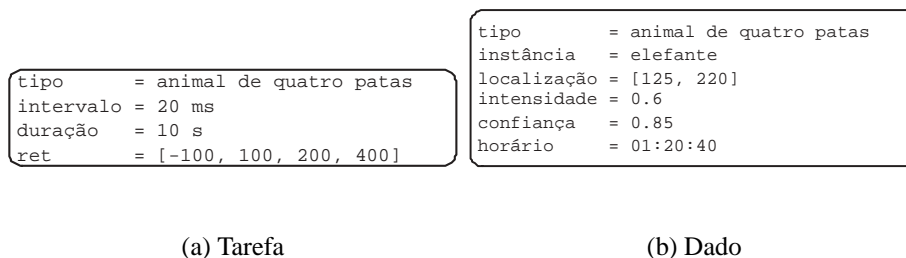 tipo = animal de quatro patas
intervalo = 20 ms
duração = 10 s
ret = [-100, 100, 200, 400]
tipo = animal de quatro patas
instância = elefante
localização = [125, 220]
intensidade = 0.6
confiança = 0.85
horário = 01:20:40
(a) Tarefa
(b) Dado